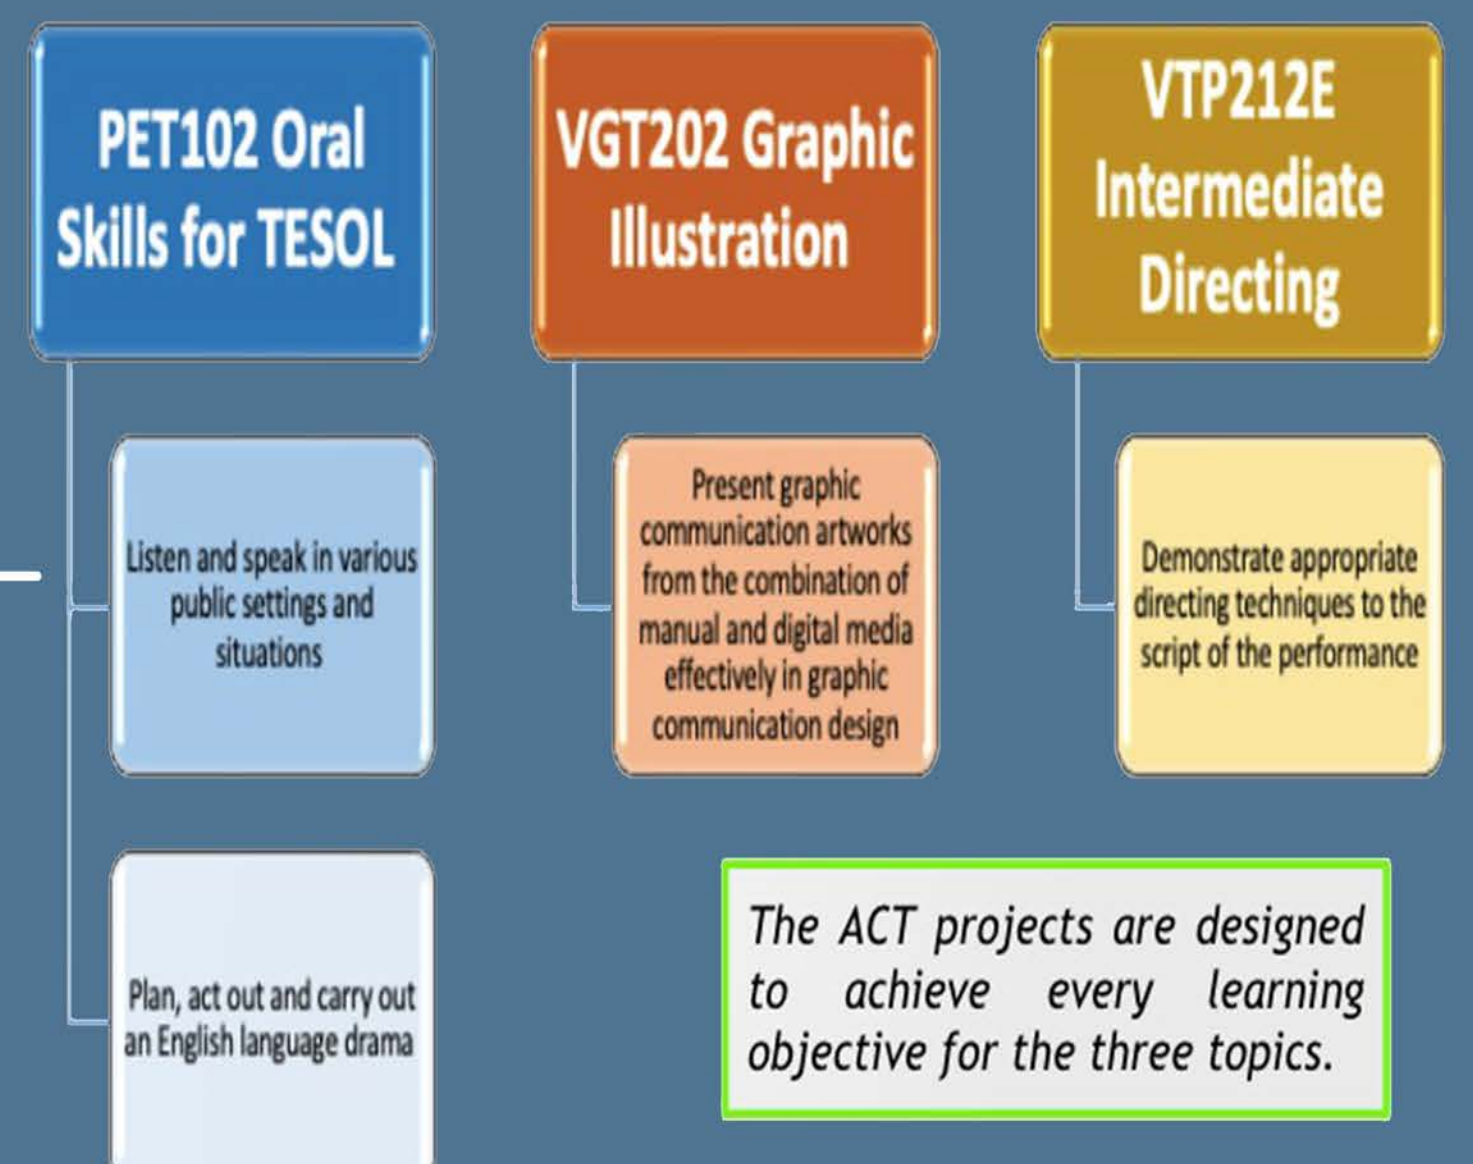 PET102 Oral
Skills for TESOL
Listen and speak in various
public settings and
situations
Plan, act out and carry out
an English language drama
VGT202 Graphic
Illustration
Present graphic
communication artworks
from the combination of
manual and digital media
effectively in graphic
communication design
VTP212E
Intermediate
Directing
Demonstrate appropriate
directing techniques to the
script of the performance
The ACT projects are designed
to achieve every learning
objective for the three topics.